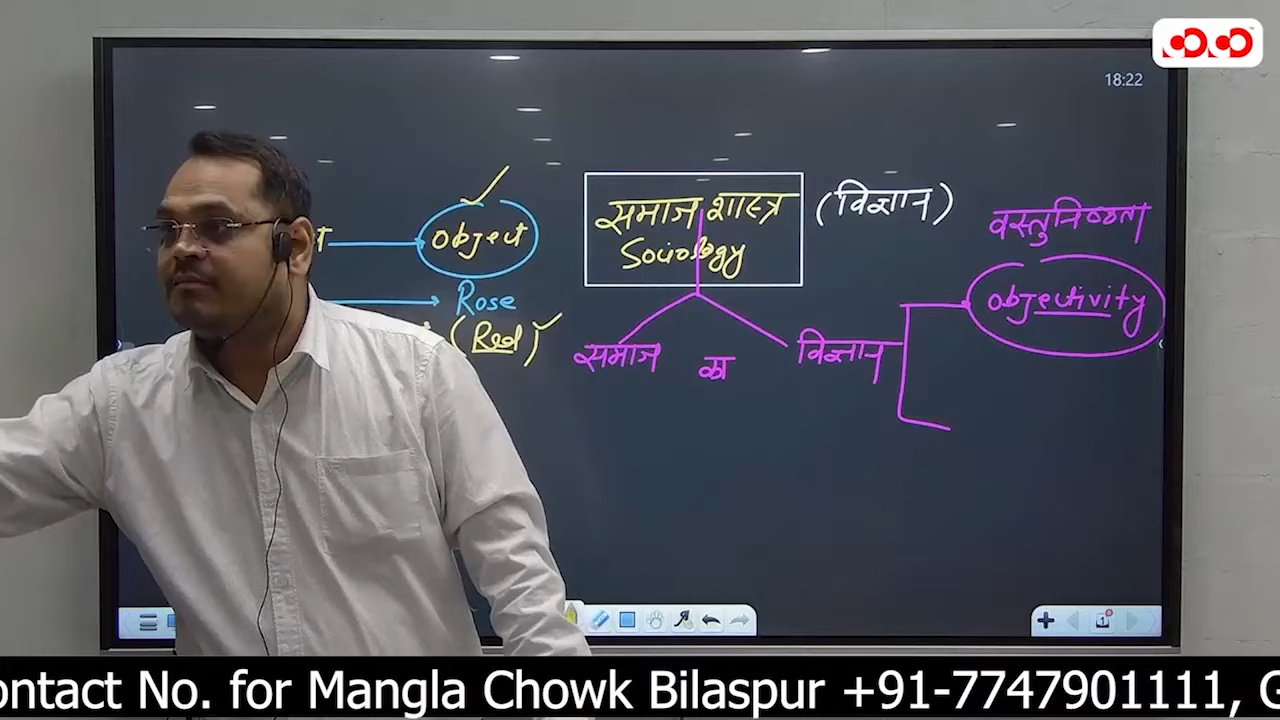 18:22
object
Rose
(Red)
समाज शास्त्र (विज्ञान)
Sociology
समाज का विज्ञान
वस्तुनिष्ठता
objectivity
ontact No. for Mangla Chowk Bilaspur +91-7747901111, G